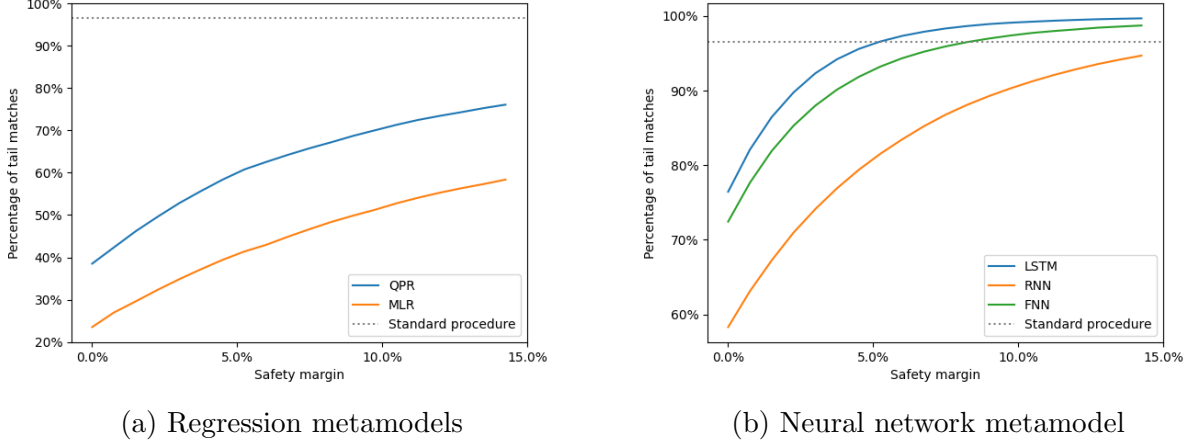 100%
90%
80%
70%
60%
50%
40%
30%
20%
Percentage of tail matches
QPR
MLR
Standard procedure
0.0%
5.0%
10.0%
15.0%
Safety margin
(a) Regression metamodels
100%
90%
80%
70%
60%
Percentage of tail matches
LSTM
RNN
FNN
Standard procedure
0.0%
5.0%
10.0%
15.0%
Safety margin
(b) Neural network metamodel